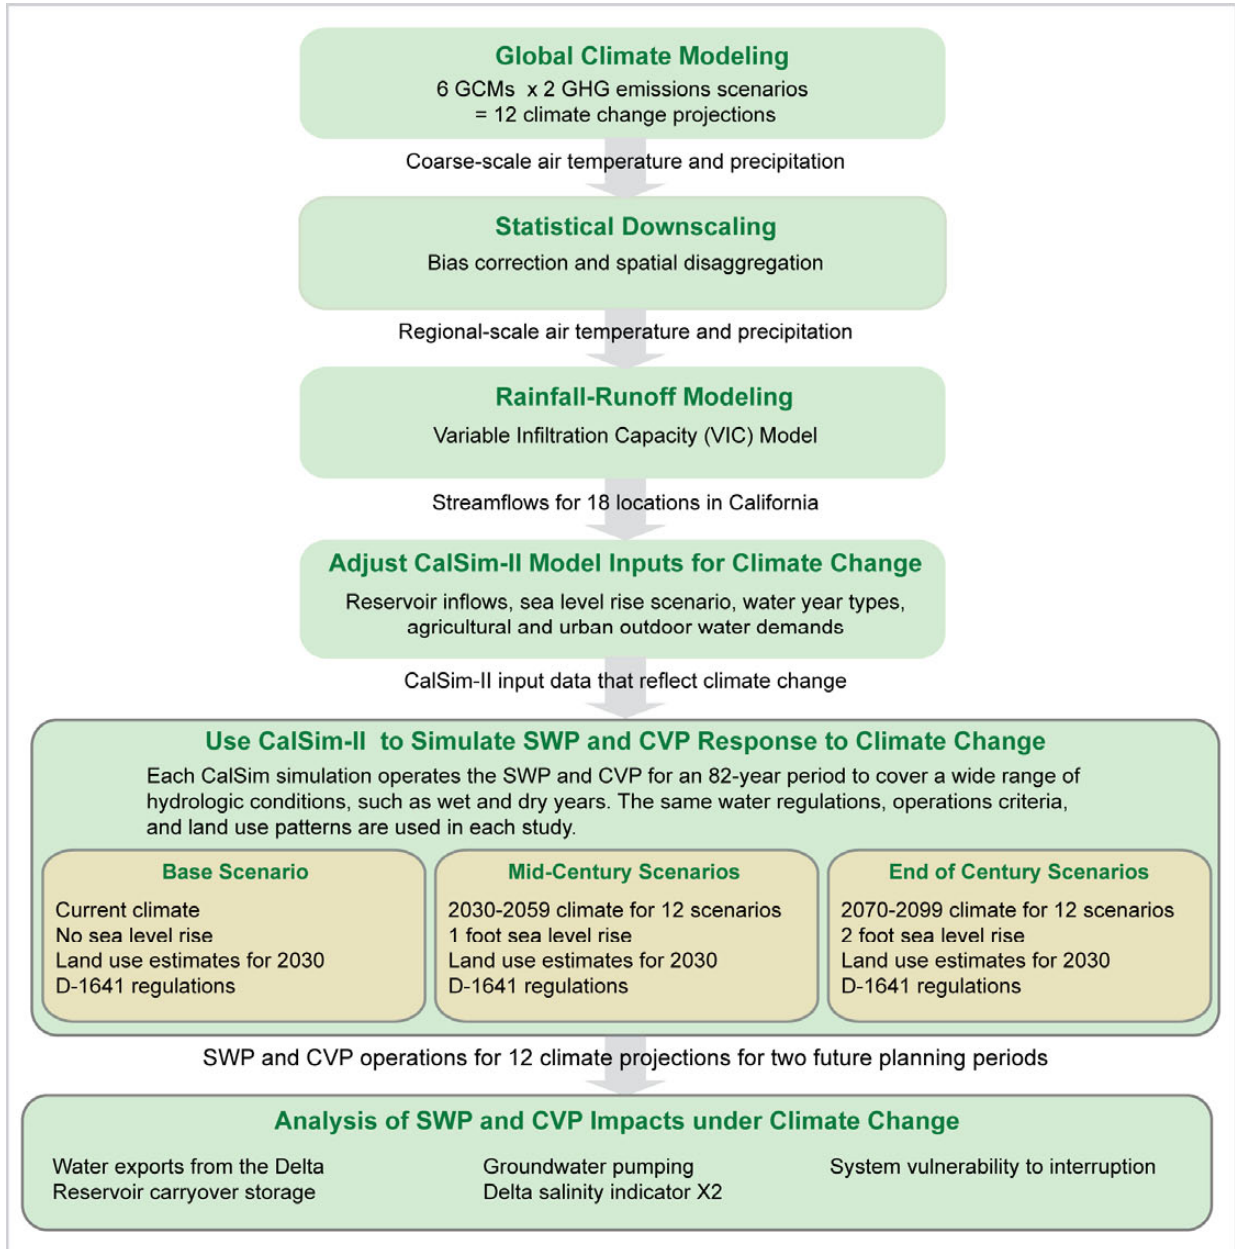 Global Climate Modeling
6 GCMs x 2 GHG emissions scenarios
= 12 climate change projections
Coarse-scale air temperature and precipitation
Statistical Downscaling
Bias correction and spatial disaggregation
Regional-scale air temperature and precipitation
Rainfall-Runoff Modeling
Variable Infiltration Capacity (VIC) Model
Streamflows for 18 locations in California
Adjust CalSim-II Model Inputs for Climate Change
Reservoir inflows, sea level rise scenario, water year types,
agricultural and urban outdoor water demands
CalSim-II input data that reflect climate change
Use CalSim-II to Simulate SWP and CVP Response to Climate Change
Each CalSim simulation operates the SWP and CVP for an 82-year period to cover a wide range of
hydrologic conditions, such as wet and dry years. The same water regulations, operations criteria,
and land use patterns are used in each study.
Base Scenario
Current climate
No sea level rise
Land use estimates for 2030
D-1641 regulations
Mid-Century Scenarios
2030-2059 climate for 12 scenarios
1 foot sea level rise
Land use estimates for 2030
D-1641 regulations
End of Century Scenarios
2070-2099 climate for 12 scenarios
2 foot sea level rise
Land use estimates for 2030
D-1641 regulations
SWP and CVP operations for 12 climate projections for two future planning periods
Analysis of SWP and CVP Impacts under Climate Change
Water exports from the Delta
Reservoir carryover storage
Groundwater pumping
Delta salinity indicator X2
System vulnerability to interruption